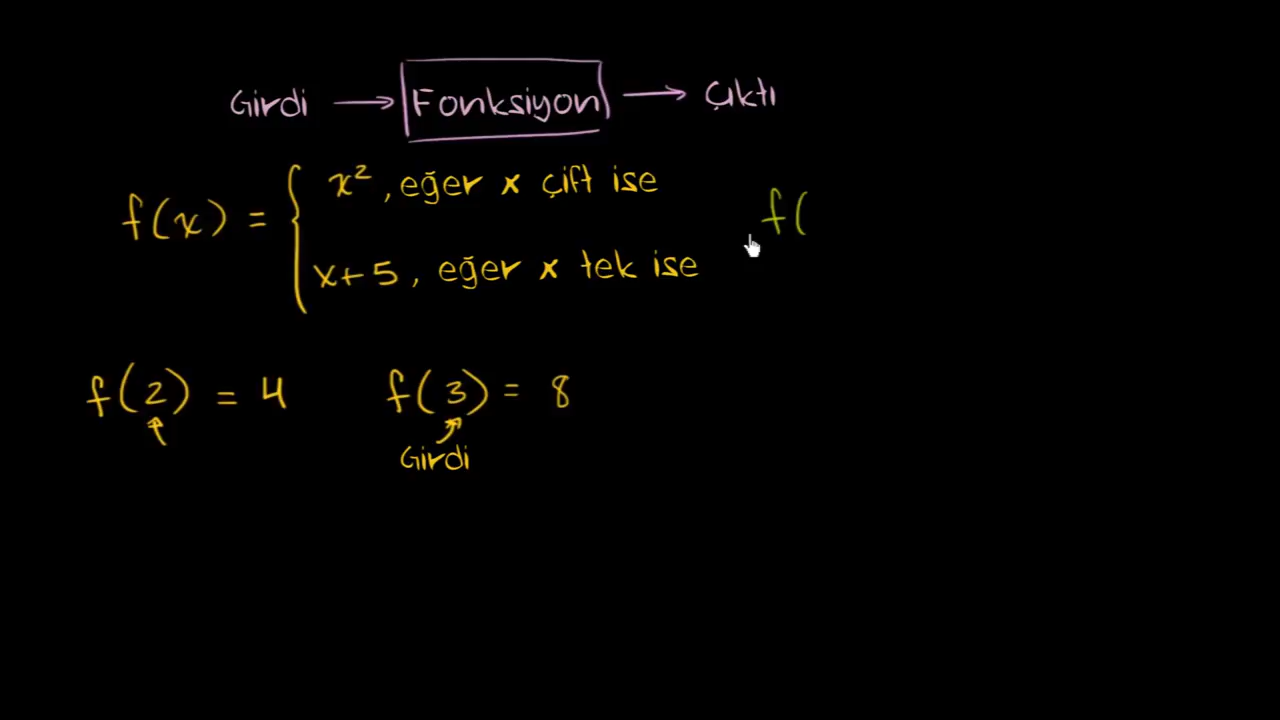 Girdi → Fonksiyon → Çıktı
f(x) = { x², eğer x çift ise
x+5, eğer x tek ise
f(
f(2) = 4 f(3) = 8
Girdi